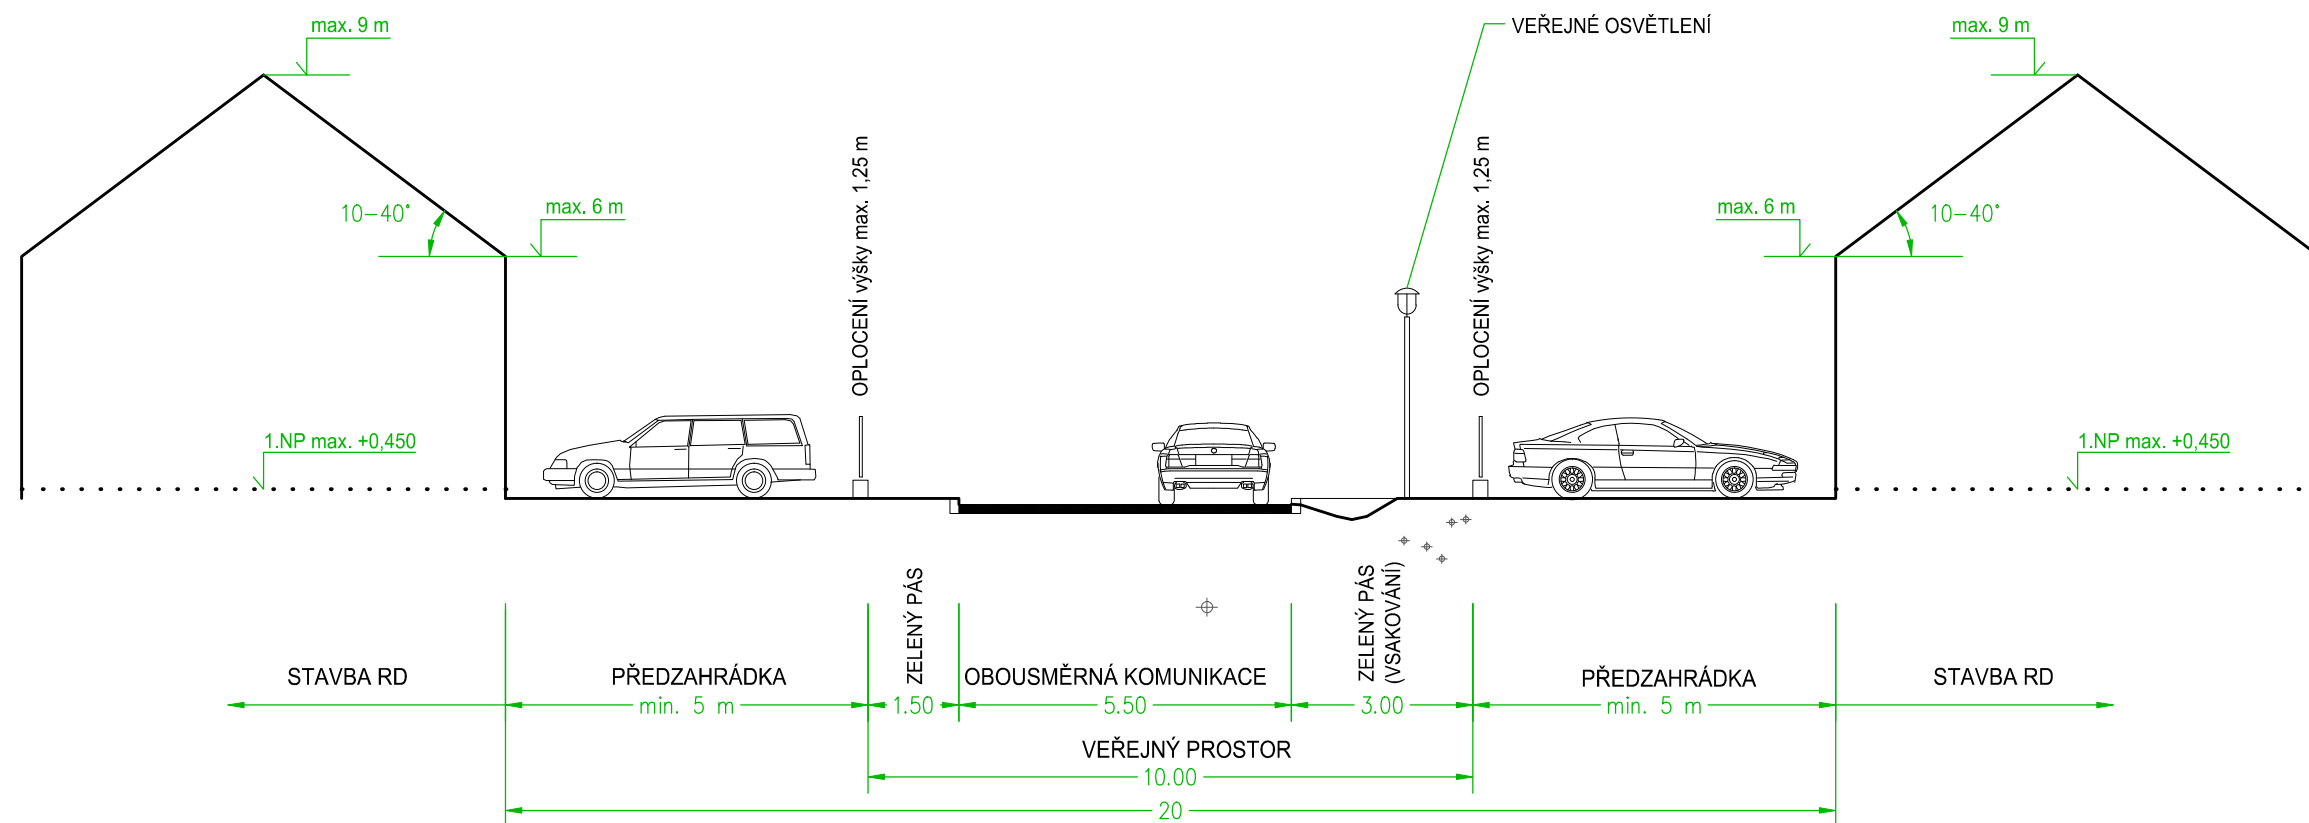 max. 9 m
VEŘEJNÉ OSVĚTLENÍ
max. 9 m
OPLOCENÍ výšky max. 1,25 m
OPLOCENÍ výšky max. 1,25 m
10-40°
max. 6 m
max. 6 m
10-40°
1.NP max. +0,450
1.NP max. +0,450
ZELENÝ PÁS
ZELENÝ PÁS
(VSAKOVÁNÍ)
STAVBA RD
PŘEDZAHRÁDKA
OBOUSMĚRNÁ KOMUNIKACE
PŘEDZAHRÁDKA
STAVBA RD
min. 5 m
1.50
5.50
3.00
min. 5 m
VEŘEJNÝ PROSTOR
10.00
20